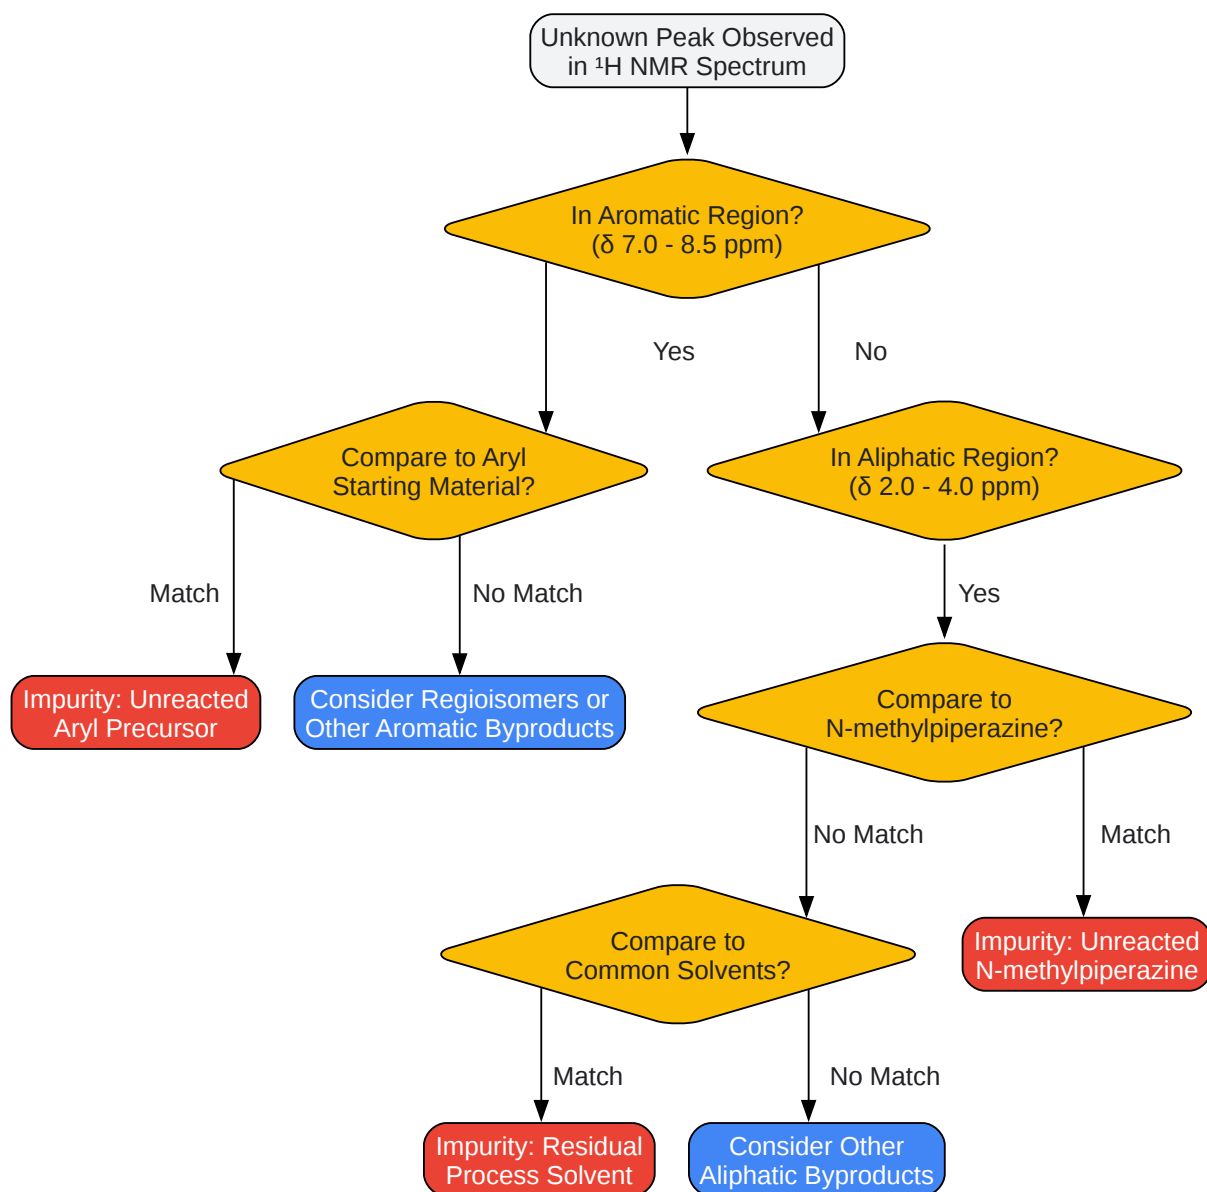 Unknown Peak Observed
in ¹H NMR Spectrum
In Aromatic Region?
(δ 7.0 - 8.5 ppm)
Yes
No
Compare to Aryl
Starting Material?
In Aliphatic Region?
(δ 2.0 - 4.0 ppm)
Match
No Match
Yes
Impurity: Unreacted
Aryl Precursor
Consider Regioisomers or
Other Aromatic Byproducts
Compare to
N-methylpiperazine?
No Match
Match
Compare to
Common Solvents?
Impurity: Unreacted
N-methylpiperazine
Match
No Match
Impurity: Residual
Process Solvent
Consider Other
Aliphatic Byproducts